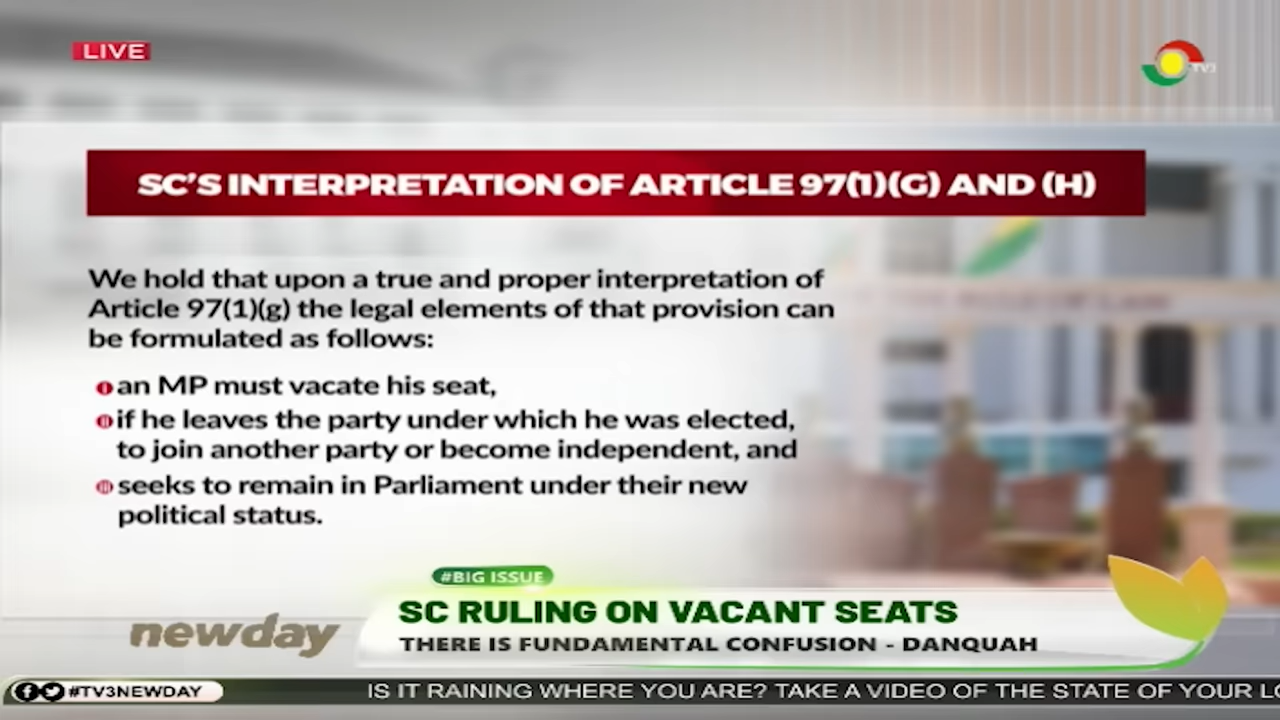 LIVE
TV3
SC'S INTERPRETATION OF ARTICLE 97(1)(G) AND (H)
We hold that upon a true and proper interpretation of
Article 97(1)(g) the legal elements of that provision can
be formulated as follows:
I an MP must vacate his seat,
II if he leaves the party under which he was elected,
to join another party or become independent, and
III seeks to remain in Parliament under their new
political status.
#BIG ISSUE
SC RULING ON VACANT SEATS
THERE IS FUNDAMENTAL CONFUSION - DANQUAH
newday
#TV3NEWDAY
IS IT RAINING WHERE YOU ARE? TAKE A VIDEO OF THE STATE OF YOUR LO